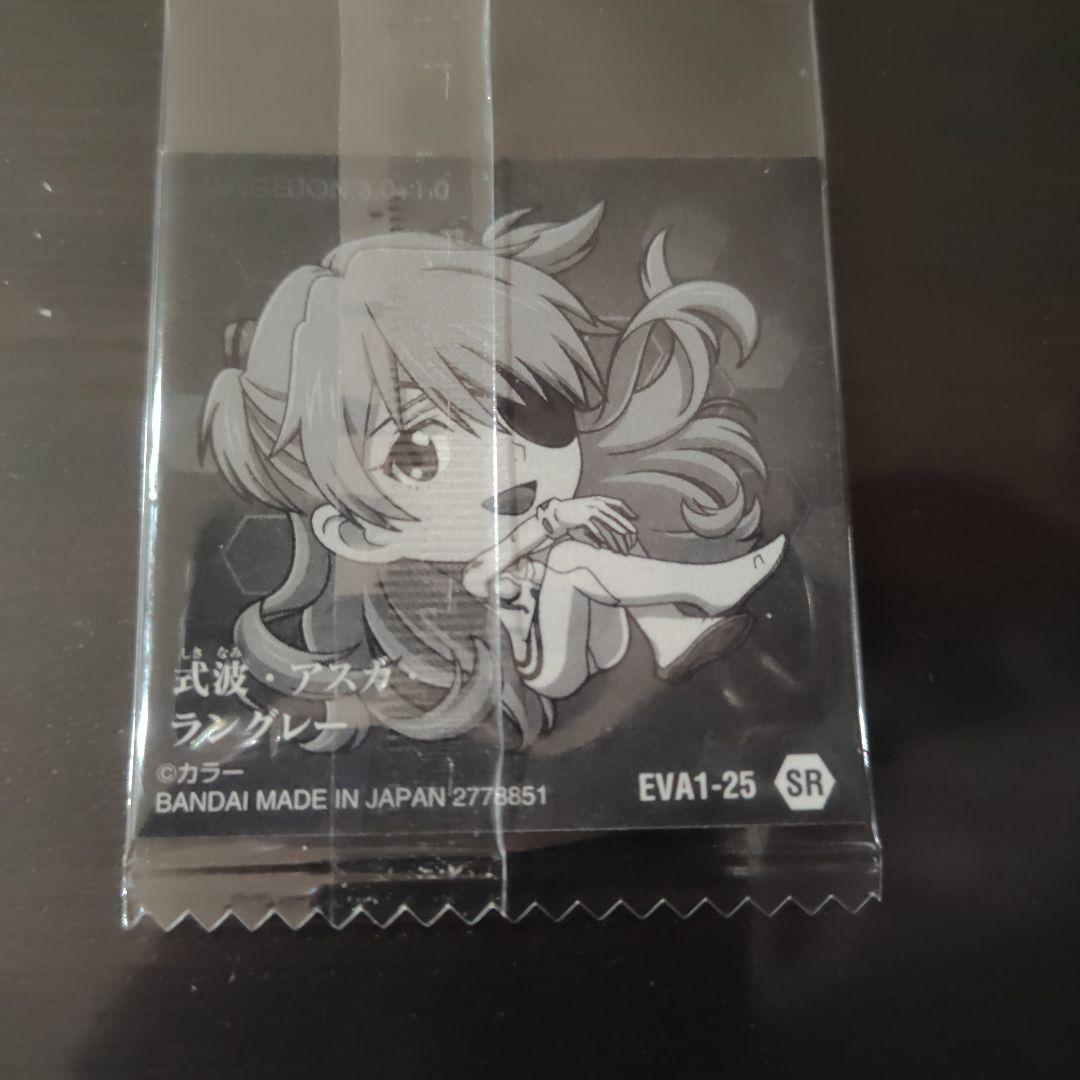 EVANGELION 3.0+1.0
しき なみ
式波・アスカ・
ラングレー
©カラー
BANDAI MADE IN JAPAN 2778851
EVA1-25 SR